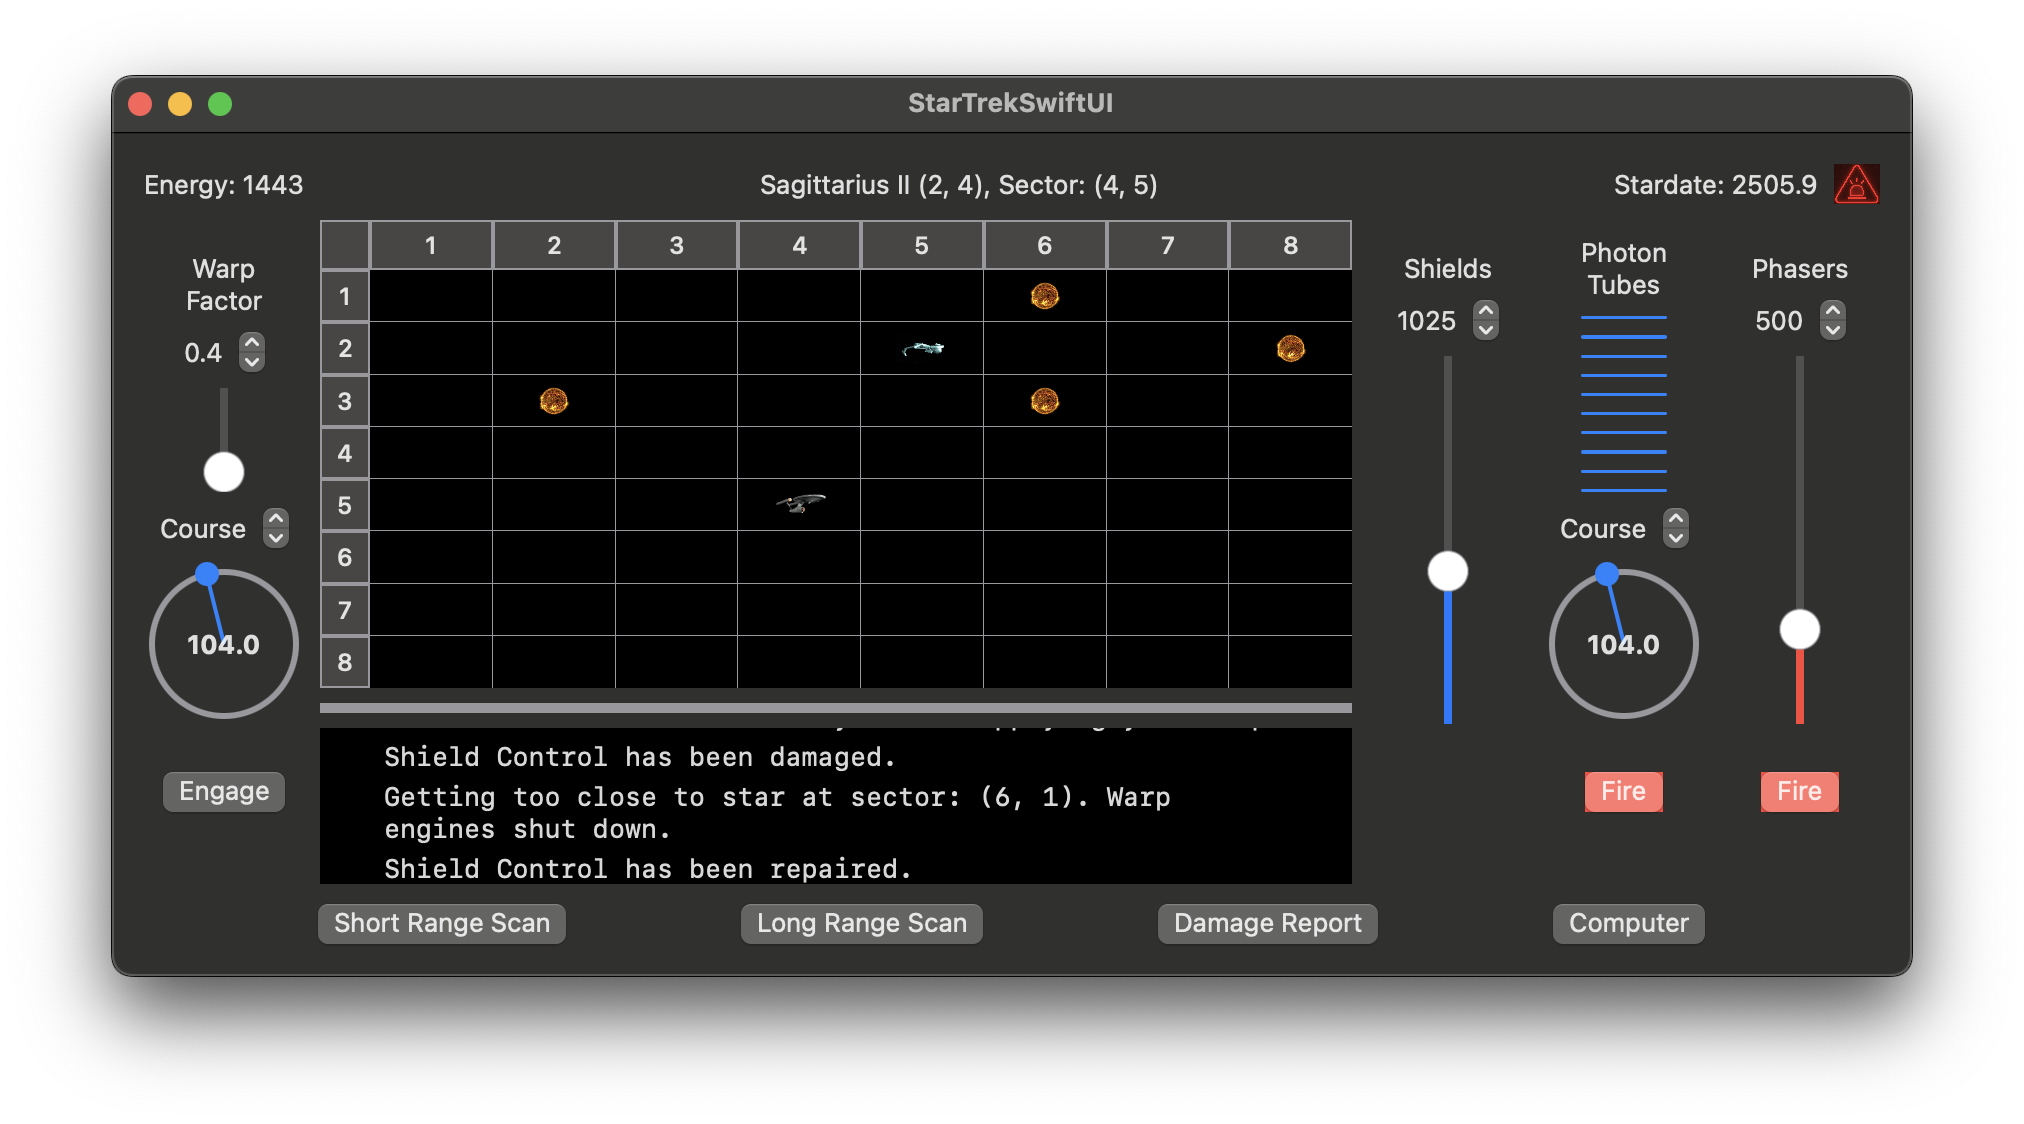 StarTrekSwiftUI
Energy: 1443
Sagittarius II (2, 4), Sector: (4, 5)
Stardate: 2505.9
Warp
Factor
0.4
Course
104.0
Engage
1 2 3 4 5 6 7 8
1
2
3
4
5
6
7
8
Shield Control has been damaged.
Getting too close to star at sector: (6, 1). Warp
engines shut down.
Shield Control has been repaired.
Shields
1025
Photon
Tubes
Course
104.0
Fire
Phasers
500
Fire
Short Range Scan
Long Range Scan
Damage Report
Computer